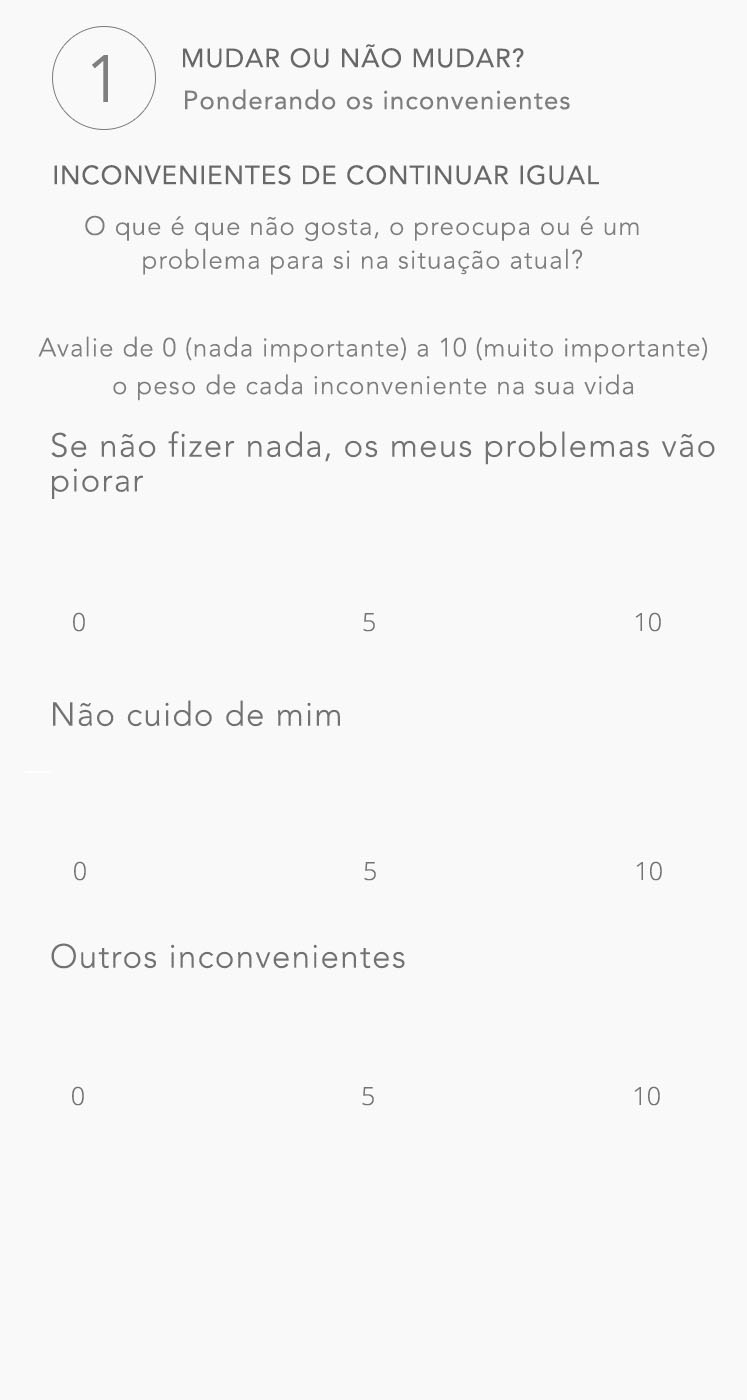 1
MUDAR OU NÃO MUDAR?
Ponderando os inconvenientes
INCONVENIENTES DE CONTINUAR IGUAL
O que é que não gosta, o preocupa ou é um
problema para si na situação atual?
Avalie de 0 (nada importante) a 10 (muito importante)
o peso de cada inconveniente na sua vida
Se não fizer nada, os meus problemas vão
piorar
0 5 10
Não cuido de mim
0 5 10
Outros inconvenientes
0 5 10